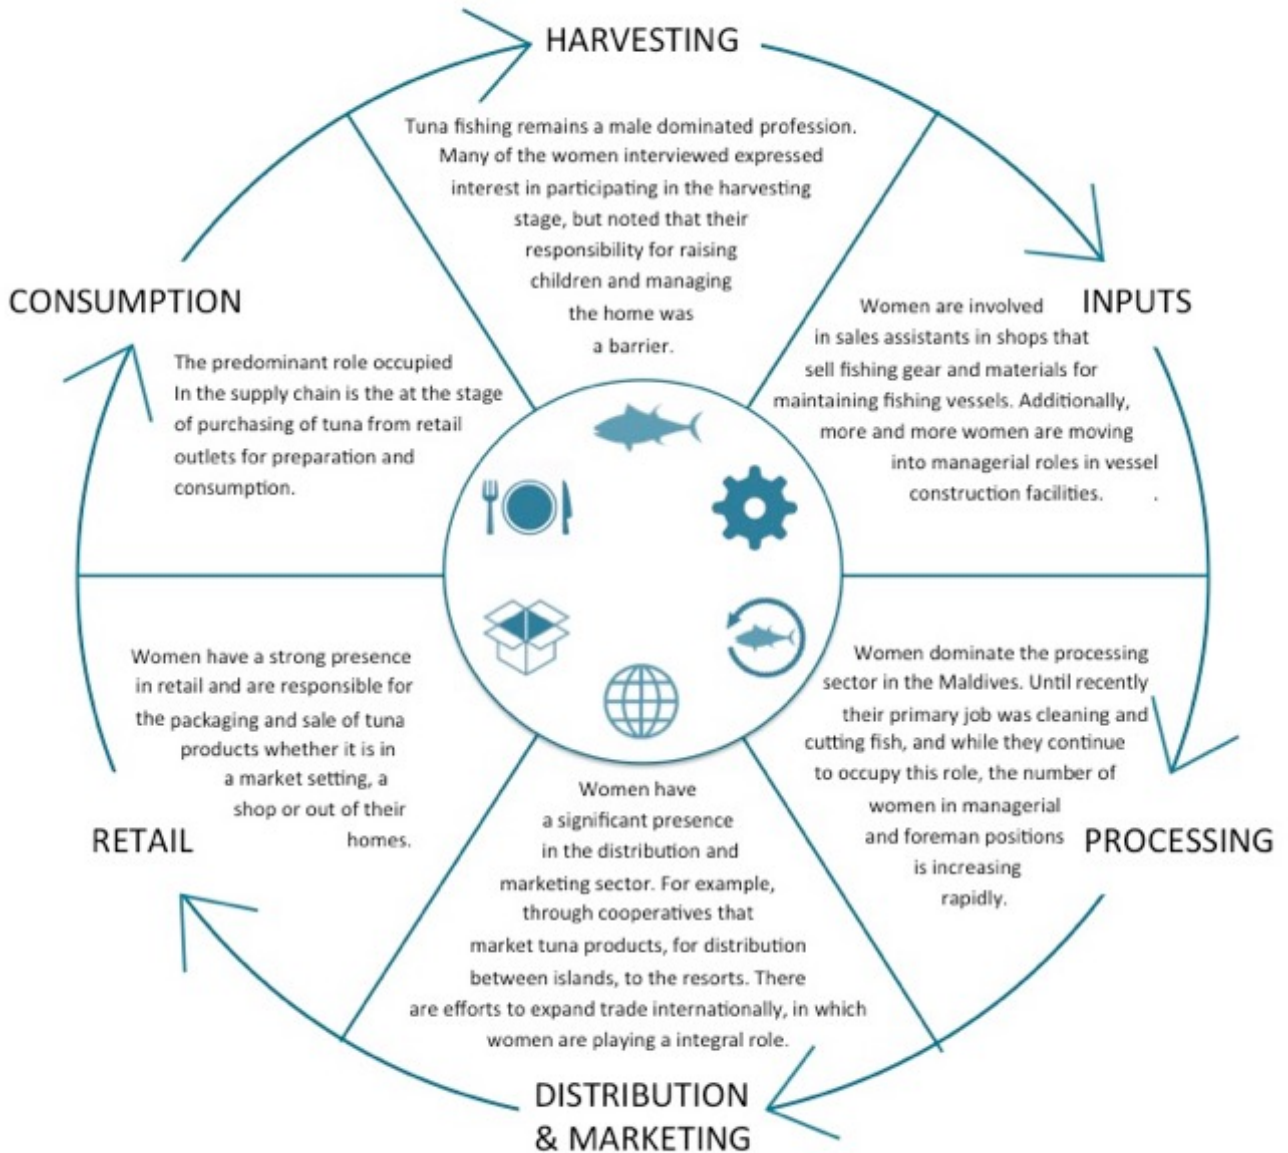 HARVESTING
Tuna fishing remains a male dominated profession.
Many of the women interviewed expressed
interest in participating in the harvesting
stage, but noted that their
responsibility for raising
children and managing
the home was
a barrier.
INPUTS
Women are involved
in sales assistants in shops that
sell fishing gear and materials for
maintaining fishing vessels. Additionally,
more and more women are moving
into managerial roles in vessel
construction facilities. .
PROCESSING
Women dominate the processing
sector in the Maldives. Until recently
their primary job was cleaning and
cutting fish, and while they continue
to occupy this role, the number of
women in managerial
and foreman positions
is increasing
rapidly.
DISTRIBUTION
& MARKETING
Women have
a significant presence
in the distribution and
marketing sector. For example,
through cooperatives that
market tuna products, for distribution
between islands, to the resorts. There
are efforts to expand trade internationally, in which
women are playing a integral role.
RETAIL
Women have a strong presence
in retail and are responsible for
the packaging and sale of tuna
products whether it is in
a market setting, a
shop or out of their
homes.
CONSUMPTION
The predominant role occupied
In the supply chain is the at the stage
of purchasing of tuna from retail
outlets for preparation and
consumption.